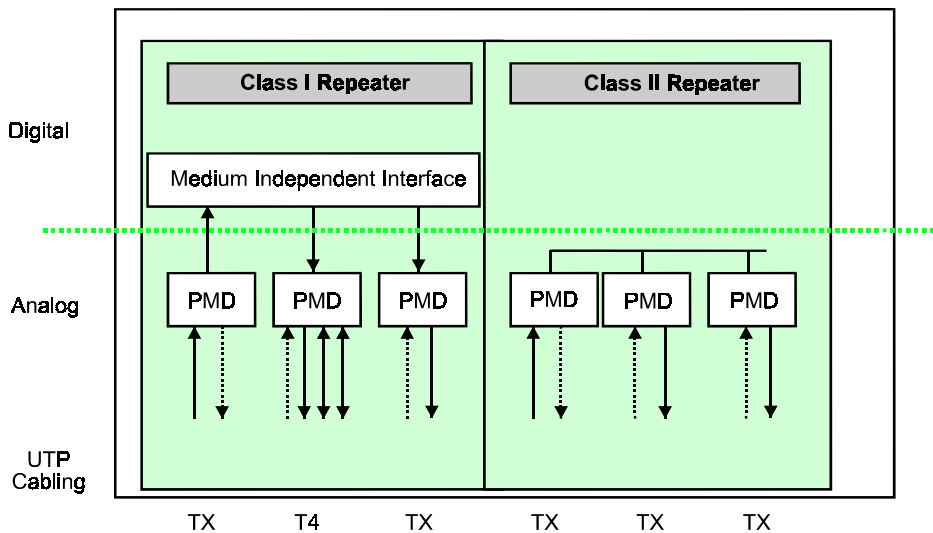 Class I Repeater
Class II Repeater
Digital
Medium Independent Interface
Analog
PMD
PMD
PMD
PMD
PMD
PMD
UTP
Cabling
TX
T4
TX
TX
TX
TX